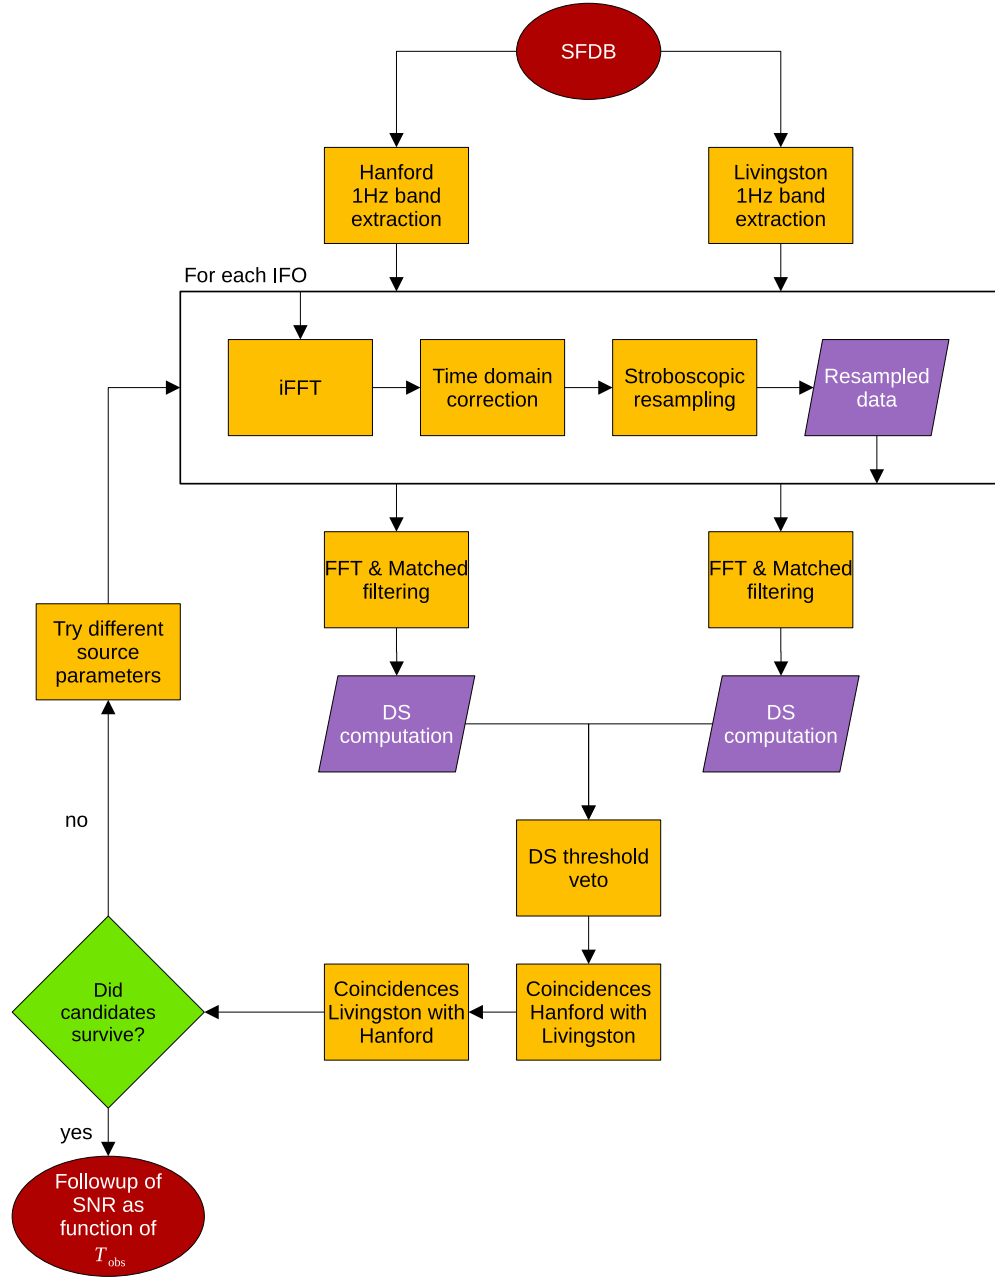 SFDB
Hanford
1Hz band
extraction
Livingston
1Hz band
extraction
For each IFO
iFFT
Time domain
correction
Stroboscopic
resampling
Resampled
data
FFT & Matched
filtering
FFT & Matched
filtering
Try different
source
parameters
DS
computation
DS
computation
no
DS threshold
veto
Did
candidates
survive?
Coincidences
Livingston with
Hanford
Coincidences
Hanford with
Livingston
yes
Followup of
SNR as
function of
T obs